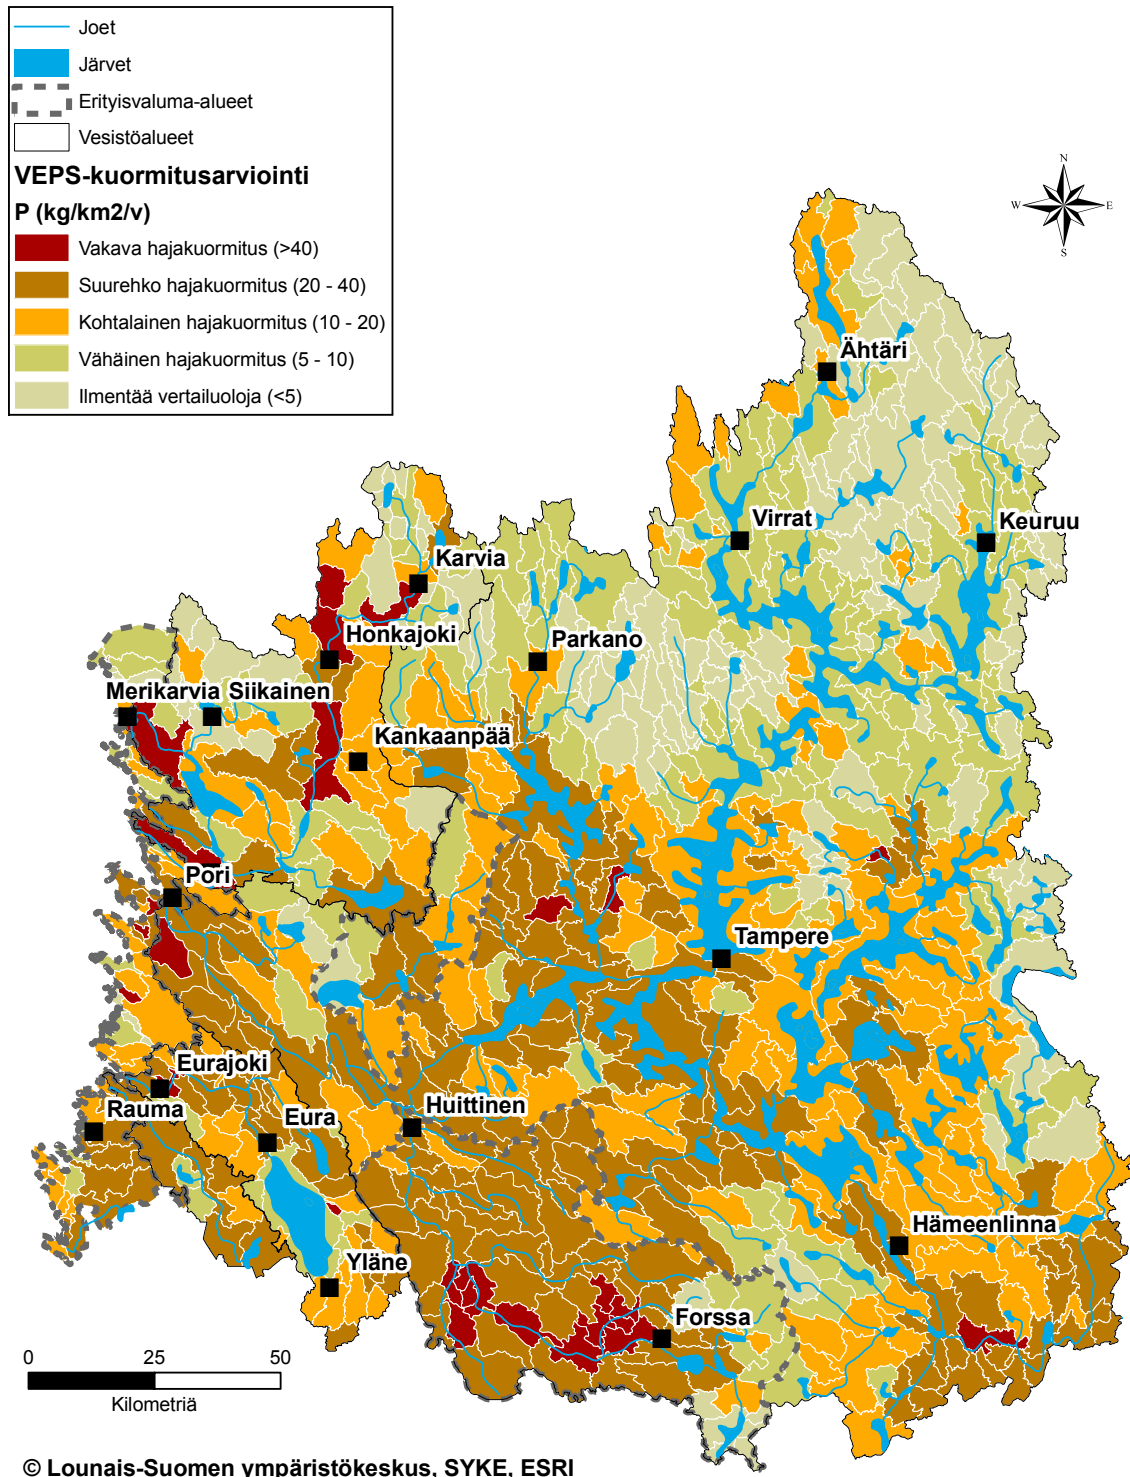 Joet
Järvet
Erityisvaluma-alueet
Vesistöalueet
VEPS-kuormitusarviointi
P (kg/km2/v)
Vakava hajakuormitus (>40)
Suurehko hajakuormitus (20 - 40)
Kohtalainen hajakuormitus (10 - 20)
Vähäinen hajakuormitus (5 - 10)
Ilmentää vertailuoloja (<5)
N
W
E
S
Ähtäri
Virrat
Keuruu
Karvia
Honkajoki
Parkano
Merikarvia
Siikainen
Kankaanpää
Pori
Tampere
Eurajoki
Rauma
Eura
Huittinen
Hämeenlinna
Yläne
Forssa
0 25 50
Kilometriä
© Lounais-Suomen ympäristökeskus, SYKE, ESRI